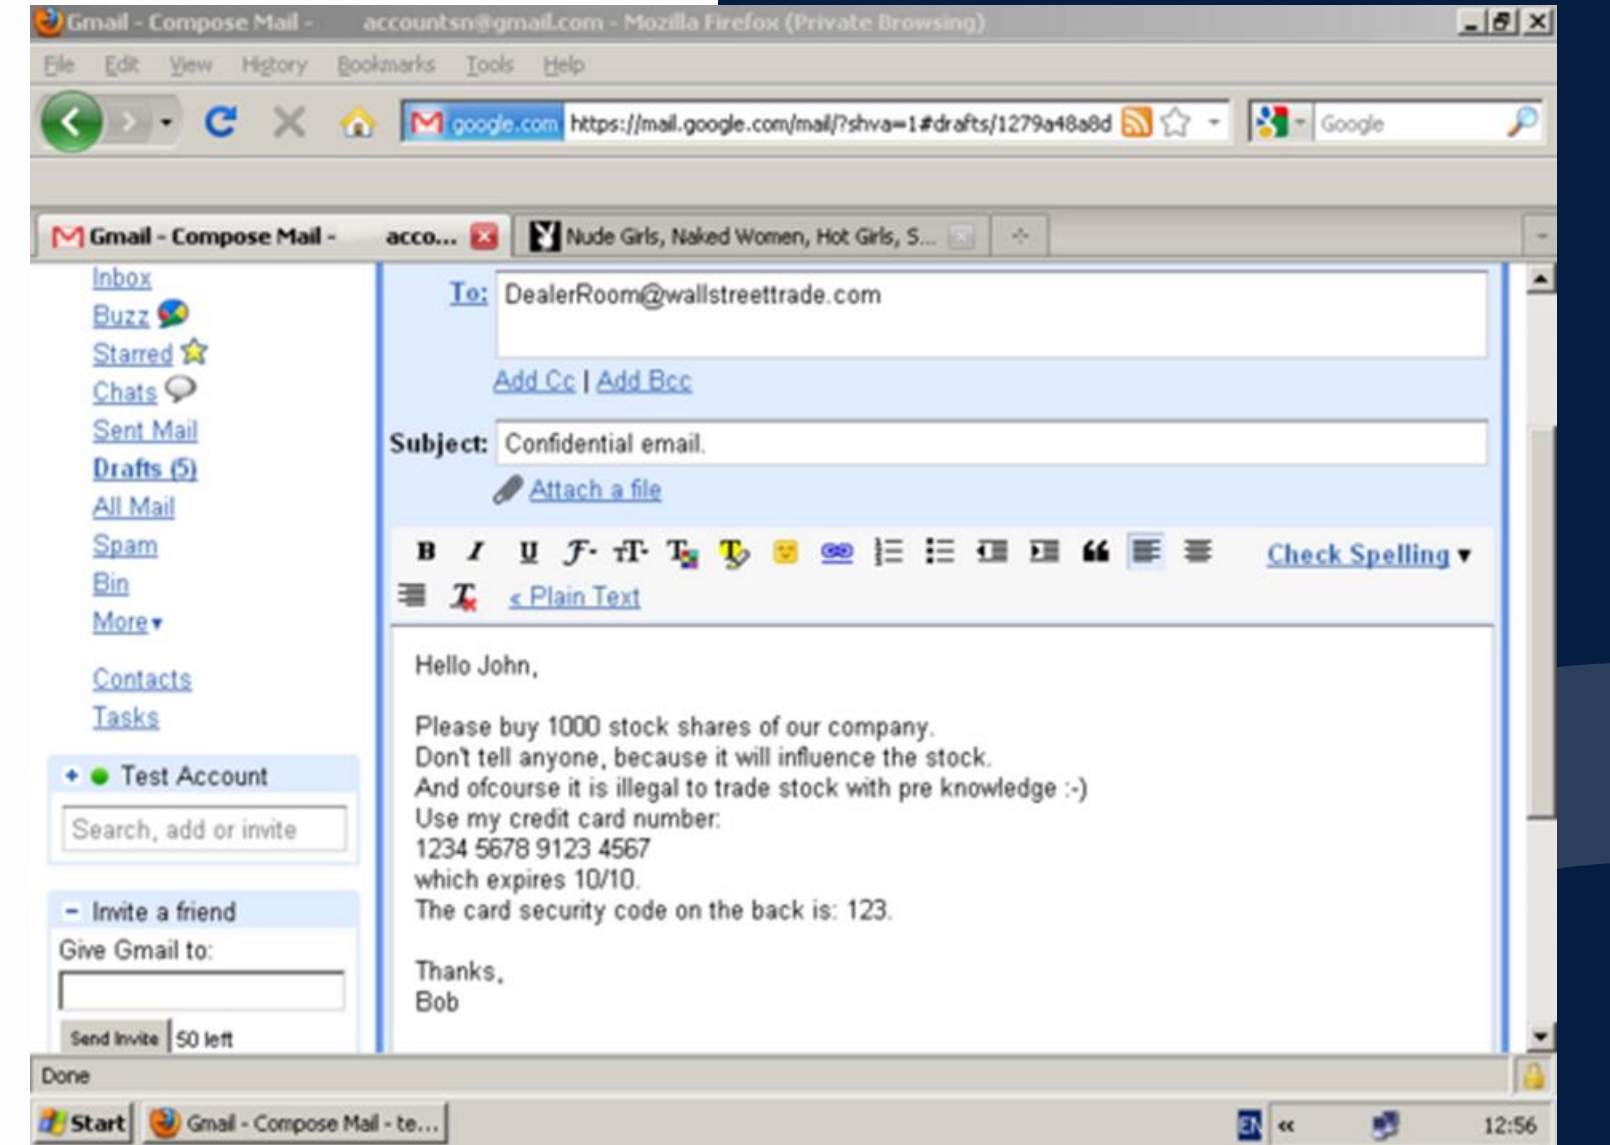 Gmail - Compose Mail - accountsn@gmail.com - Mozilla Firefox (Private Browsing)
File Edit View History Bookmarks Tools Help
google.com https://mail.google.com/mail/?shva=1#drafts/1279a48a8d Google
Gmail - Compose Mail - acco... Nude Girls, Naked Women, Hot Girls, S...
Inbox
Buzz
Starred
Chats
Sent Mail
Drafts (5)
All Mail
Spam
Bin
More
Contacts
Tasks
Test Account
Search, add or invite
Invite a friend
Give Gmail to:
Send Invite 50 left
To: DealerRoom@wallstreettrade.com
Add Cc | Add Bcc
Subject: Confidential email.
Attach a file
B I U Check Spelling
« Plain Text
Hello John,
Please buy 1000 stock shares of our company.
Don't tell anyone, because it will influence the stock.
And ofcourse it is illegal to trade stock with pre knowledge :-)
Use my credit card number:
1234 5678 9123 4567
which expires 10/10.
The card security code on the back is: 123.
Thanks,
Bob
Done
Start Gmail - Compose Mail - te... EN « 12:56